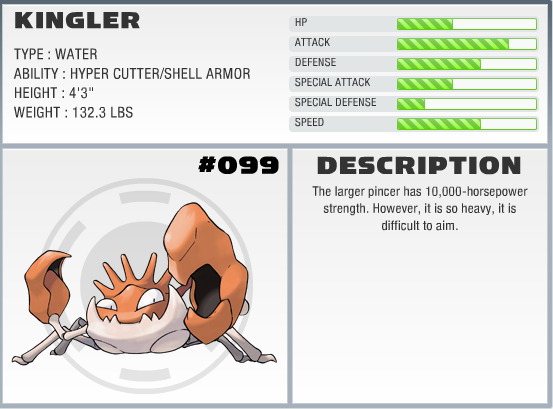 KINGLER
TYPE : WATER
ABILITY : HYPER CUTTER/SHELL ARMOR
HEIGHT : 4'3"
WEIGHT : 132.3 LBS
HP
ATTACK
DEFENSE
SPECIAL ATTACK
SPECIAL DEFENSE
SPEED
#099
DESCRIPTION
The larger pincer has 10,000-horsepower
strength. However, it is so heavy, it is
difficult to aim.